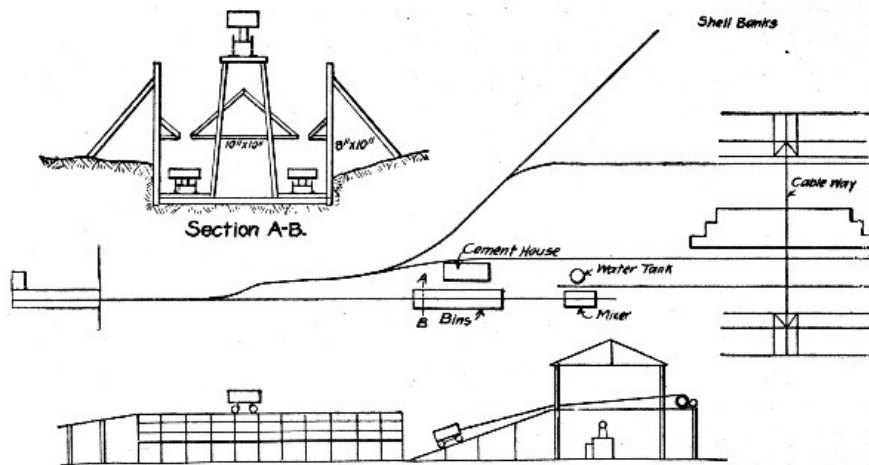 Shell Banks
10"x10"
8"x10"
Section A-B.
Cable Way
Cement House
Water Tank
A
B
Bins
Mixer